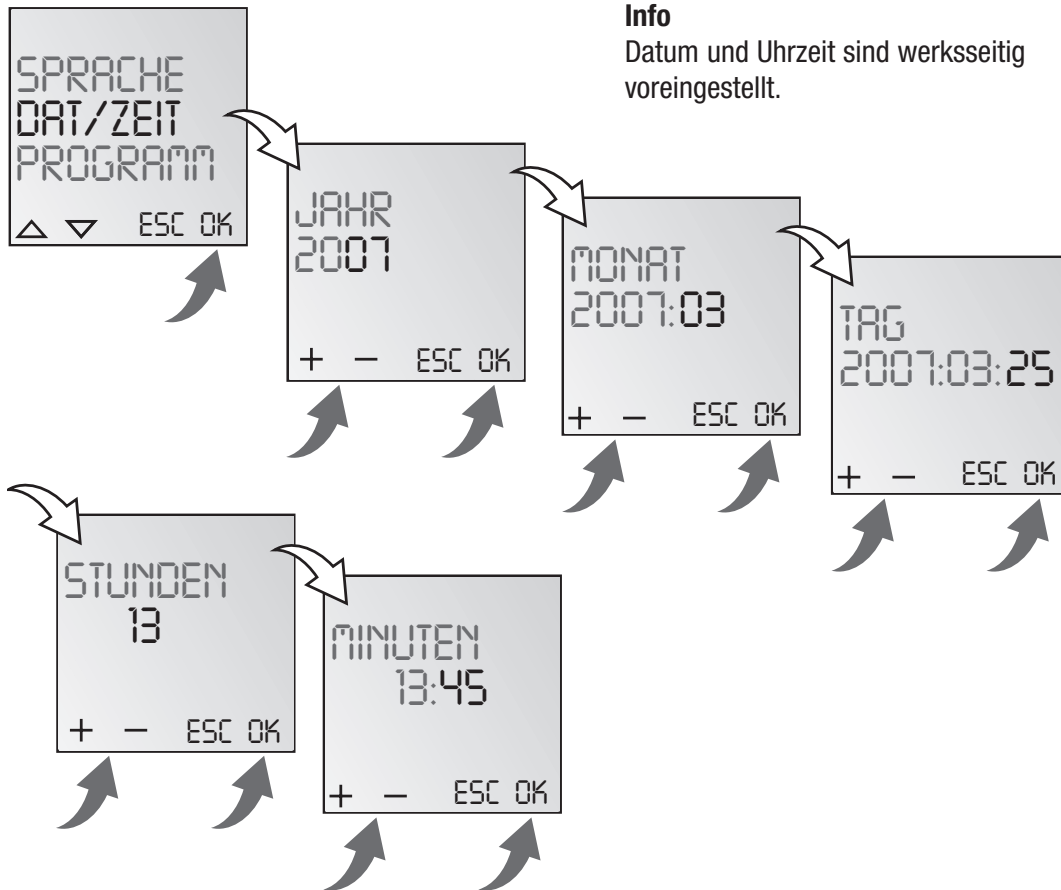 Info
Datum und Uhrzeit sind werksseitig
voreingestellt.
SPRACHE
DAT/ZEIT
PROGRAMM
△ ▽ ESC OK
JAHR
2007
+ − ESC OK
MONAT
2007:03
+ − ESC OK
TAG
2007:03:25
+ − ESC OK
STUNDEN
13
+ − ESC OK
MINUTEN
13:45
+ − ESC OK